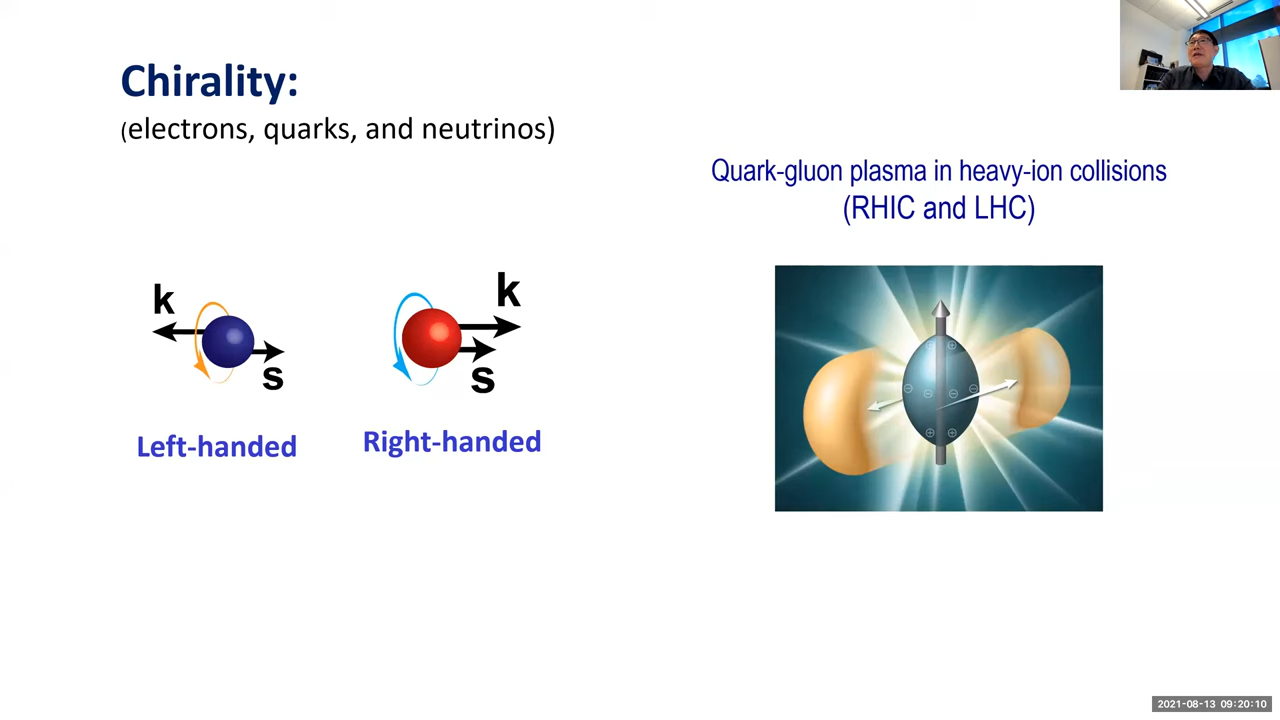 Chirality:
(electrons, quarks, and neutrinos)
Quark-gluon plasma in heavy-ion collisions
(RHIC and LHC)
k
s
Left-handed
k
s
Right-handed
2021-08-13 09:20:10